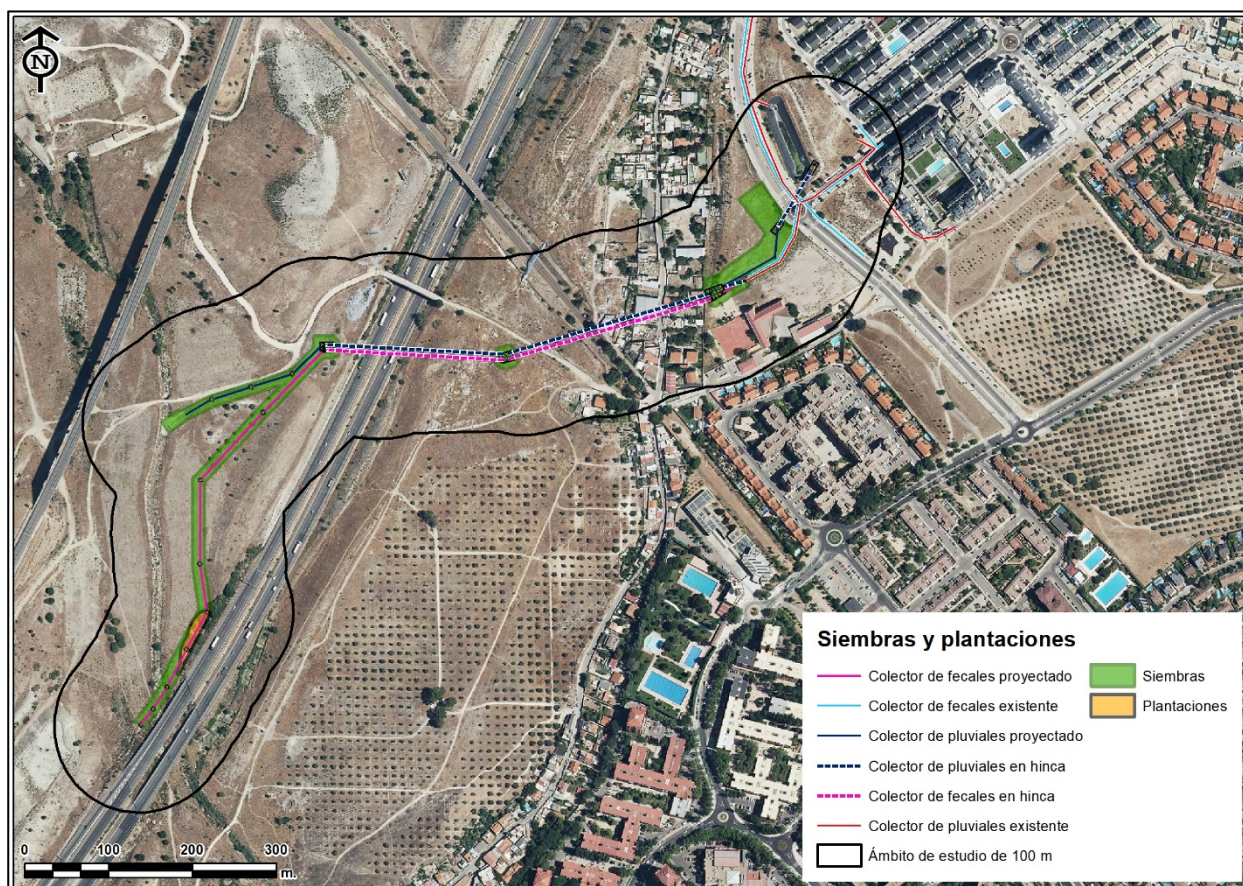 N
Siembras y plantaciones
Colector de fecales proyectado
Siembras
Colector de fecales existente
Plantaciones
Colector de pluviales proyectado
Colector de pluviales en hinca
Colector de fecales en hinca
Colector de pluviales existente
Ámbito de estudio de 100 m
0 100 200 300
m.